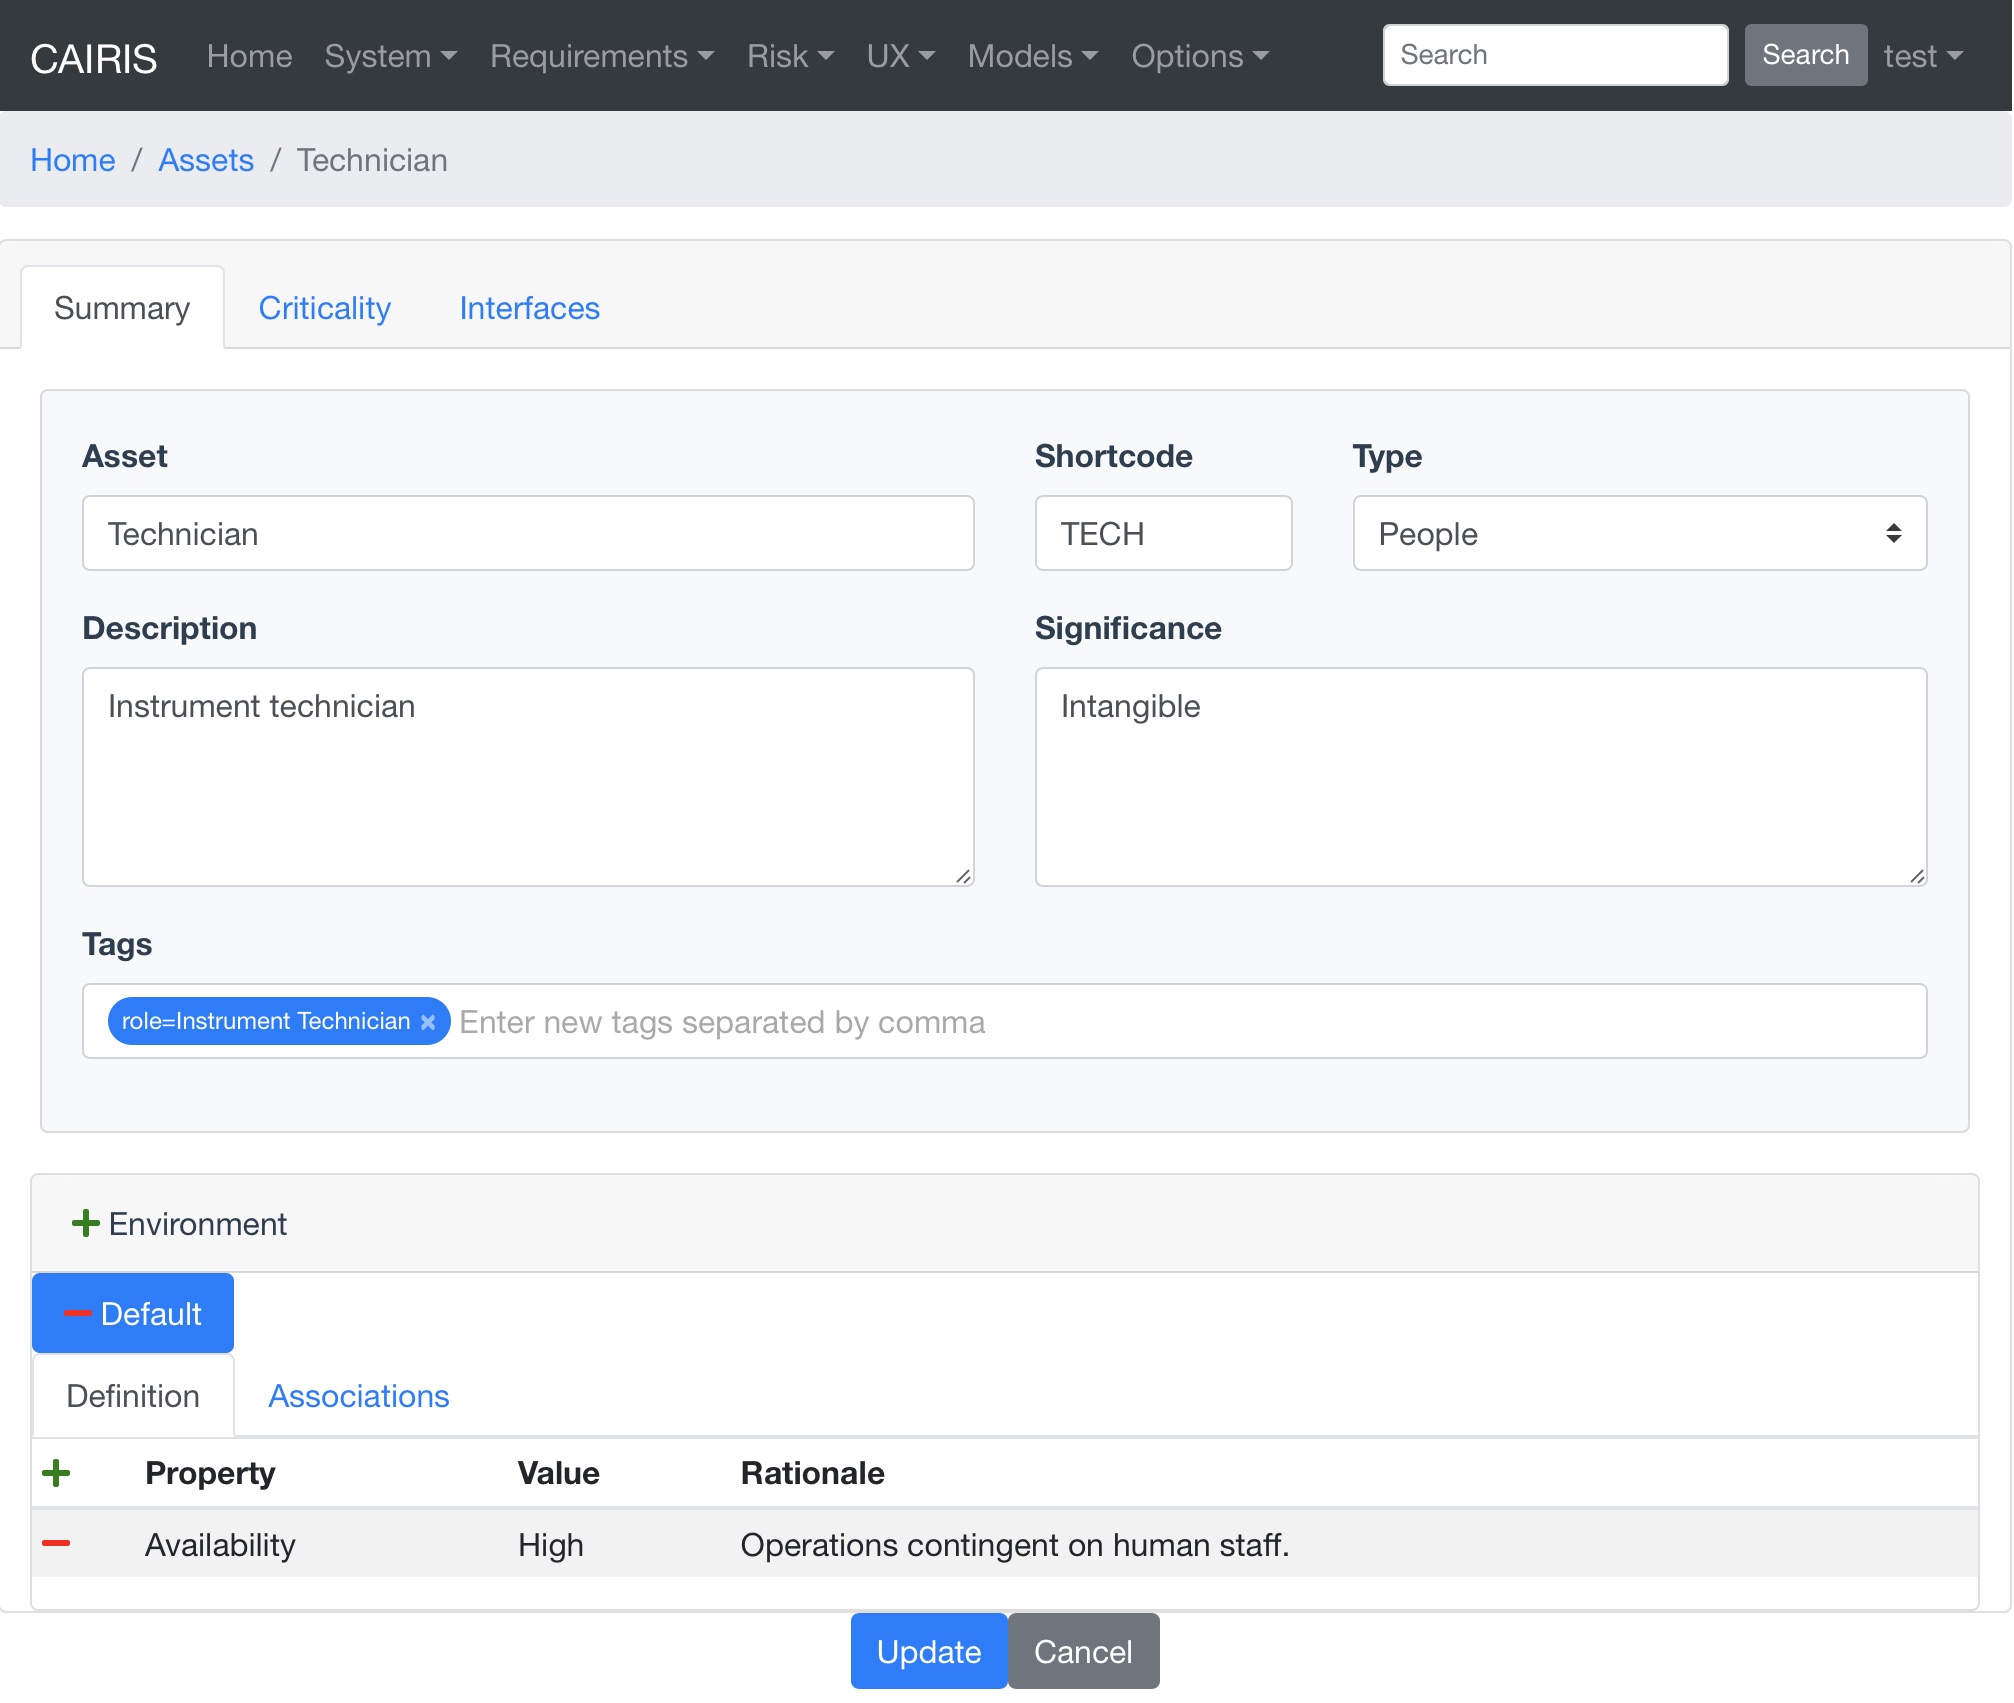 CAIRIS Home System Requirements Risk UX Models Options Search Search test
Home / Assets / Technician
Summary Criticality Interfaces
Asset Shortcode Type
Technician TECH People
Description Significance
Instrument technician Intangible
Tags
role=Instrument Technician × Enter new tags separated by comma
Environment
Default
Definition Associations
Property Value Rationale
Availability High Operations contingent on human staff.
Update Cancel